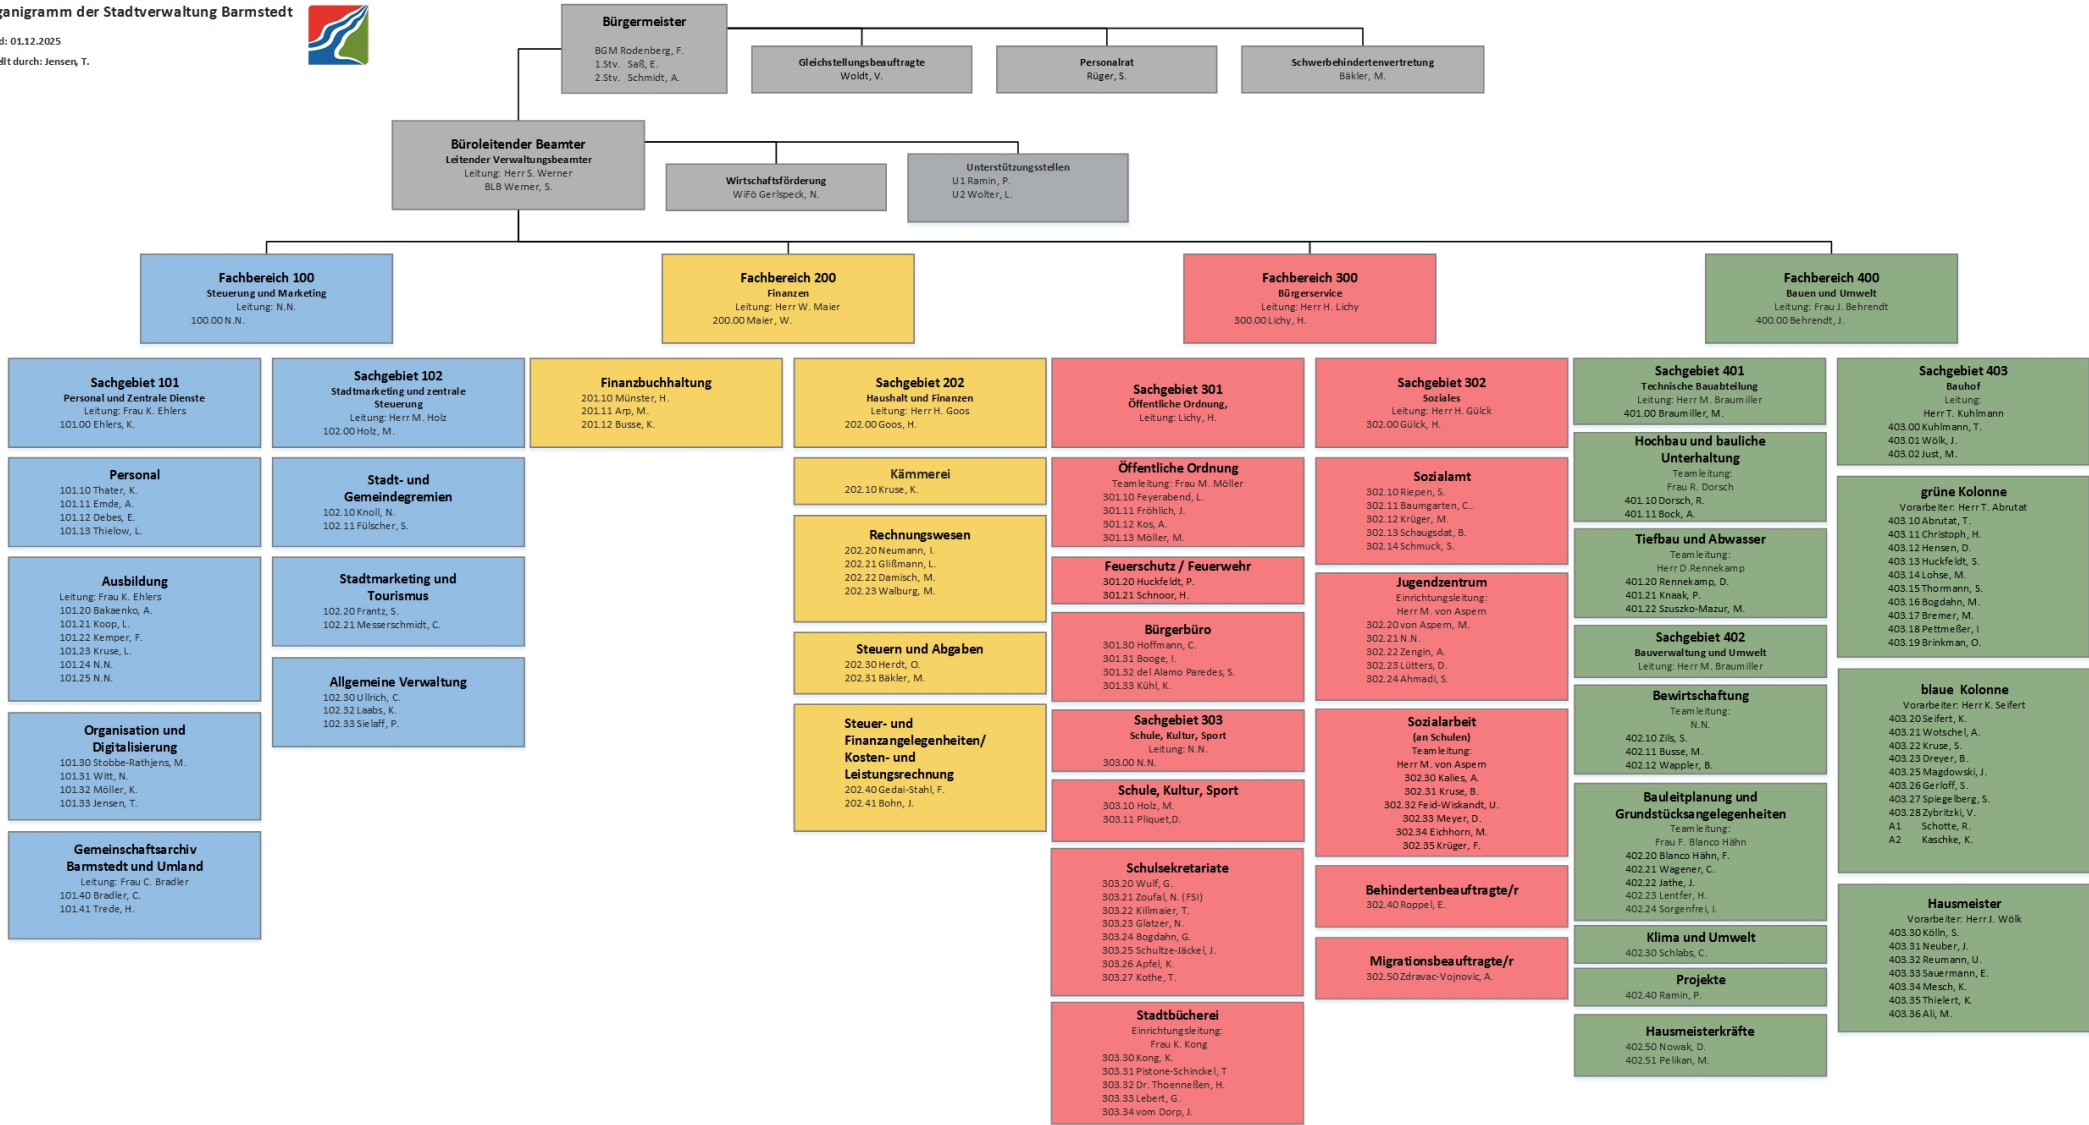 ganigramm der Stadtverwaltung Barmstedt
d: 01.12.2025
ellt durch: Jensen, T.
Bürgermeister
BGM Rodenberg, F.
1.Stv. Saß, E.
2.Stv. Schmidt, A.
Gleichstellungsbeauftragte
Woldt, V.
Personalrat
Rüger, S.
Schwerbehindertenvertretung
Bäkler, M.
Büroleitender Beamter
Leitender Verwaltungsbeamter
Leitung: Herr S. Werner
BLB Werner, S.
Wirtschaftsförderung
WiFö Gerlspeck, N.
Unterstützungsstellen
U1 Ramin, P.
U2 Wolter, L.
Fachbereich 100
Steuerung und Marketing
Leitung: N.N.
100.00 N.N.
Fachbereich 200
Finanzen
Leitung: Herr W. Maier
200.00 Maier, W.
Fachbereich 300
Bürgerservice
Leitung: Herr H. Lichy
300.00 Lichy, H.
Fachbereich 400
Bauen und Umwelt
Leitung: Frau J. Behrendt
400.00 Behrendt, J.
Sachgebiet 101
Personal und Zentrale Dienste
Leitung: Frau K. Ehlers
101.00 Ehlers, K.
Personal
101.10 Thater, K.
101.11 Emde, A.
101.12 Debes, E.
101.13 Thielow, L.
Ausbildung
Leitung: Frau K. Ehlers
101.20 Bakaenko, A.
101.21 Koop, L.
101.22 Kemper, F.
101.23 Kruse, L.
101.24 N.N.
101.25 N.N.
Organisation und
Digitalisierung
101.30 Stobbe-Rathjens, M.
101.31 Witt, N.
101.32 Möller, K.
101.33 Jensen, T.
Gemeinschaftsarchiv
Barmstedt und Umland
Leitung: Frau C. Bradler
101.40 Bradler, C.
101.41 Trede, H.
Sachgebiet 102
Stadtmarketing und zentrale
Steuerung
Leitung: Herr M. Holz
102.00 Holz, M.
Stadt- und
Gemeindegremien
102.10 Knoll, N.
102.11 Fülscher, S.
Stadtmarketing und
Tourismus
102.20 Frantz, S.
102.21 Messerschmidt, C.
Allgemeine Verwaltung
102.30 Ullrich, C.
102.32 Laabs, K.
102.33 Sielaff, P.
Finanzbuchhaltung
201.10 Münster, H.
201.11 Arp, M.
201.12 Busse, K.
Sachgebiet 202
Haushalt und Finanzen
Leitung: Herr H. Goos
202.00 Goos, H.
Kämmerei
202.10 Kruse, K.
Rechnungswesen
202.20 Neumann, I.
202.21 Glißmann, L.
202.22 Damisch, M.
202.23 Walburg, M.
Steuern und Abgaben
202.30 Herdt, O.
202.31 Bäkler, M.
Steuer- und
Finanzangelegenheiten/
Kosten- und
Leistungsrechnung
202.40 Gedai-Stahl, F.
202.41 Bohn, J.
Sachgebiet 301
Öffentliche Ordnung,
Leitung: Lichy, H.
Öffentliche Ordnung
Teamleitung: Frau M. Möller
301.10 Feyerabend, L.
301.11 Fröhlich, J.
301.12 Kos, A.
301.13 Möller, M.
Feuerschutz / Feuerwehr
301.20 Huckfeldt, P.
301.21 Schnoor, H.
Bürgerbüro
301.30 Hoffmann, C.
301.31 Booge, I.
301.32 del Alamo Paredes, S.
301.33 Kühl, K.
Sachgebiet 303
Schule, Kultur, Sport
Leitung: N.N.
303.00 N.N.
Schule, Kultur, Sport
303.10 Holz, M.
303.11 Pliquet,D.
Schulsekretariate
303.20 Wulf, G.
303.21 Zoufal, N. (FSI)
303.22 Killmaier, T.
303.23 Glatzer, N.
303.24 Bogdahn, G.
303.25 Schultze-Jäckel, J.
303.26 Apfel, K.
303.27 Kothe, T.
Stadtbücherei
Einrichtungsleitung:
Frau K. Kong
303.30 Kong, K.
303.31 Pistone-Schinckel, T
303.32 Dr. Thoenneßen, H.
303.33 Lebert, G.
303.34 vom Dorp, J.
Sachgebiet 302
Soziales
Leitung: Herr H. Gülck
302.00 Gülck, H.
Sozialamt
302.10 Riepen, S.
302.11 Baumgarten, C..
302.12 Krüger, M.
302.13 Schaugsdat, B.
302.14 Schmuck, S.
Jugendzentrum
Einrichtungsleitung:
Herr M. von Aspern
302.20 von Aspern, M.
302.21 N.N.
302.22 Zengin, A.
302.23 Lütters, D.
302.24 Ahmadi, S.
Sozialarbeit
(an Schulen)
Teamleitung:
Herr M. von Aspern
302.30 Kalies, A.
302.31 Kruse, B.
302.32 Feid-Wiskandt, U.
302.33 Meyer, D.
302.34 Eichhorn, M.
302.35 Krüger, F.
Behindertenbeauftragte/r
302.40 Roppel, E.
Migrationsbeauftragte/r
302.50 Zdravac-Vojnovic, A.
Sachgebiet 401
Technische Bauabteilung
Leitung: Herr M. Braumiller
401.00 Braumiller, M.
Hochbau und bauliche
Unterhaltung
Teamleitung:
Frau R. Dorsch
401.10 Dorsch, R.
401.11 Bock, A.
Tiefbau und Abwasser
Teamleitung:
Herr D.Rennekamp
401.20 Rennekamp, D.
401.21 Knaak, P.
401.22 Szuszko-Mazur, M.
Sachgebiet 402
Bauverwaltung und Umwelt
Leitung: Herr M. Braumiller
Bewirtschaftung
Teamleitung:
N.N.
402.10 Zils, S.
402.11 Busse, M.
402.12 Wappler, B.
Bauleitplanung und
Grundstücksangelegenheiten
Teamleitung:
Frau F. Blanco Hähn
402.20 Blanco Hähn, F.
402.21 Wagener, C.
402.22 Jathe, J.
402.23 Lentfer, H.
402.24 Sorgenfrei, I.
Klima und Umwelt
402.30 Schlabs, C.
Projekte
402.40 Ramin, P.
Hausmeisterkräfte
402.50 Nowak, D.
402.51 Pelikan, M.
Sachgebiet 403
Bauhof
Leitung:
Herr T. Kuhlmann
403.00 Kuhlmann, T.
403.01 Wölk, J.
403.02 Just, M.
grüne Kolonne
Vorarbeiter: Herr T. Abrutat
403.10 Abrutat, T.
403.11 Christoph, H.
403.12 Hensen, D.
403.13 Huckfeldt, S.
403.14 Lohse, M.
403.15 Thormann, S.
403.16 Bogdahn, M.
403.17 Bremer, M.
403.18 Pettmeßer, I
403.19 Brinkman, O.
blaue Kolonne
Vorarbeiter: Herr K. Seifert
403.20 Seifert, K.
403.21 Wotschel, A.
403.22 Kruse, S.
403.23 Dreyer, B.
403.25 Magdowski, J.
403.26 Gerloff, S.
403.27 Spiegelberg, S.
403.28 Zybritzki, V.
A1 Schotte, R.
A2 Kaschke, K.
Hausmeister
Vorarbeiter: Herr J. Wölk
403.30 Kölln, S.
403.31 Neuber, J.
403.32 Reumann, U.
403.33 Sauermann, E.
403.34 Mesch, K.
403.35 Thielert, K.
403.36 Ali, M.